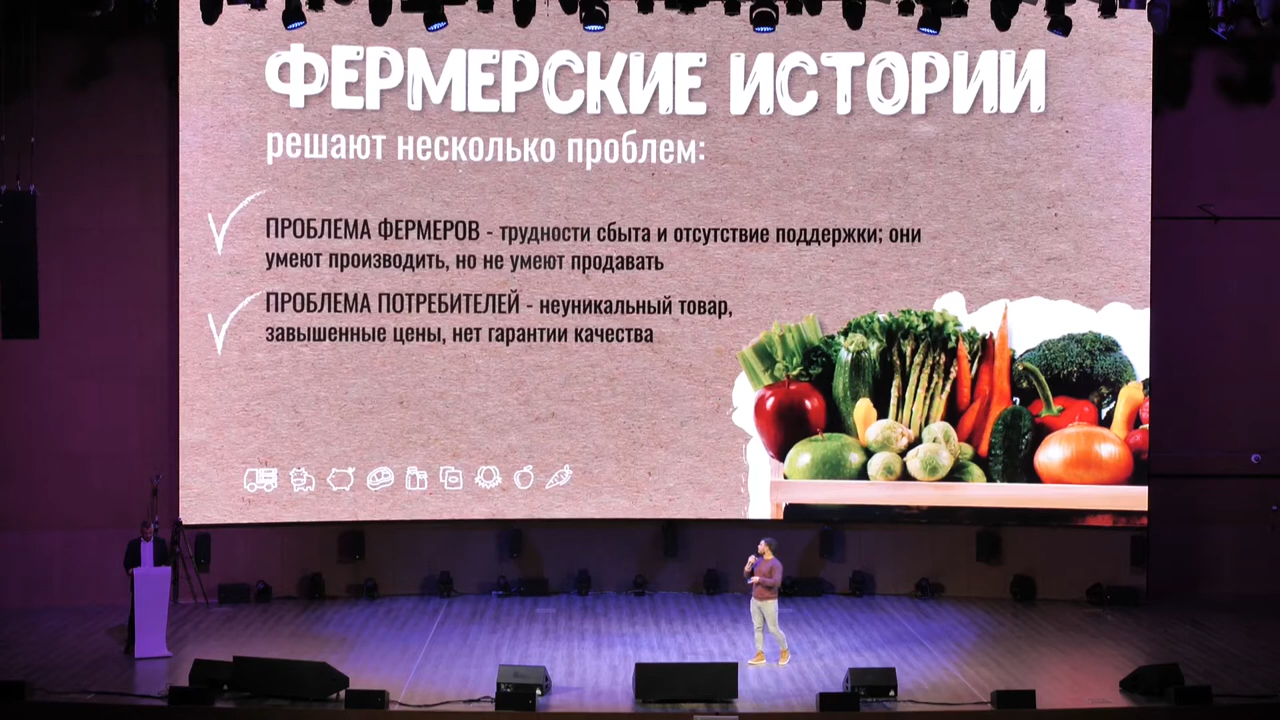 ФЕРМЕРСКИЕ ИСТОРИИ
решают несколько проблем:
ПРОБЛЕМА ФЕРМЕРОВ - трудности сбыта и отсутствие поддержки; они
умеют производить, но не умеют продавать
ПРОБЛЕМА ПОТРЕБИТЕЛЕЙ - неуникальный товар,
завышенные цены, нет гарантии качества